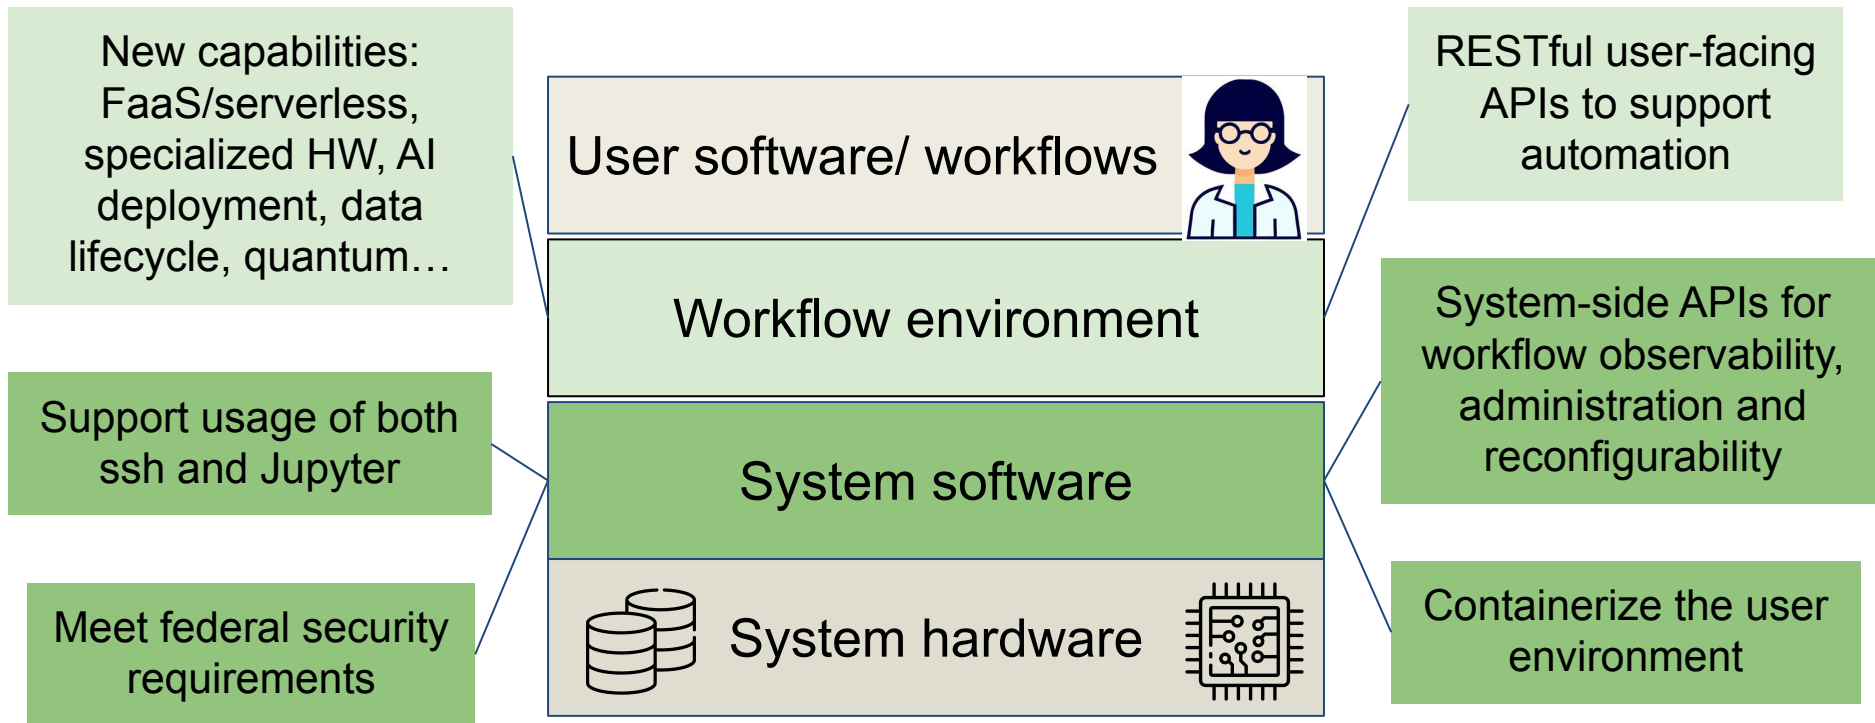 New capabilities:
FaaS/serverless,
specialized HW, AI
deployment, data
lifecycle, quantum…
Support usage of both
ssh and Jupyter
Meet federal security
requirements
User software/ workflows
Workflow environment
System software
System hardware
RESTful user-facing
APIs to support
automation
System-side APIs for
workflow observability,
administration and
reconfigurability
Containerize the user
environment